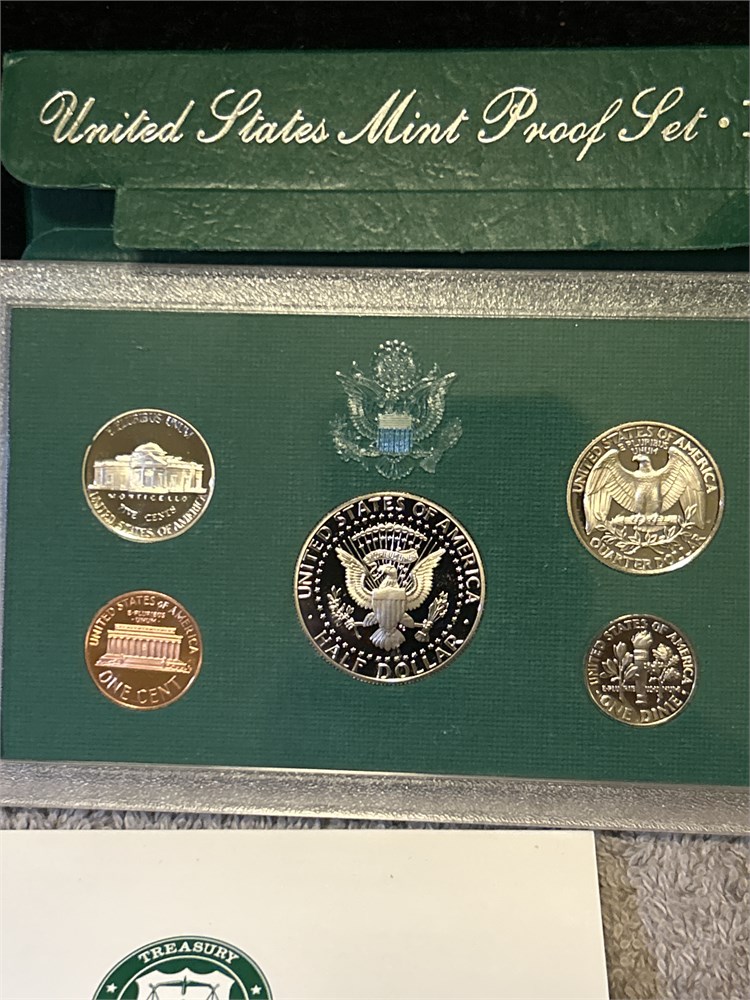 United States Mint Proof Set •
E PLURIBUS UNUM
MONTICELLO
FIVE CENTS
UNITED STATES OF AMERICA
UNITED STATES OF AMERICA
HALF DOLLAR
UNITED STATES OF AMERICA
E·PLURIBUS
UNUM
QUARTER DOLLAR
UNITED STATES OF AMERICA
E·PLURIBUS
·UNUM·
ONE CENT
UNITED STATES OF AMERICA
ONE DIME
TREASURY